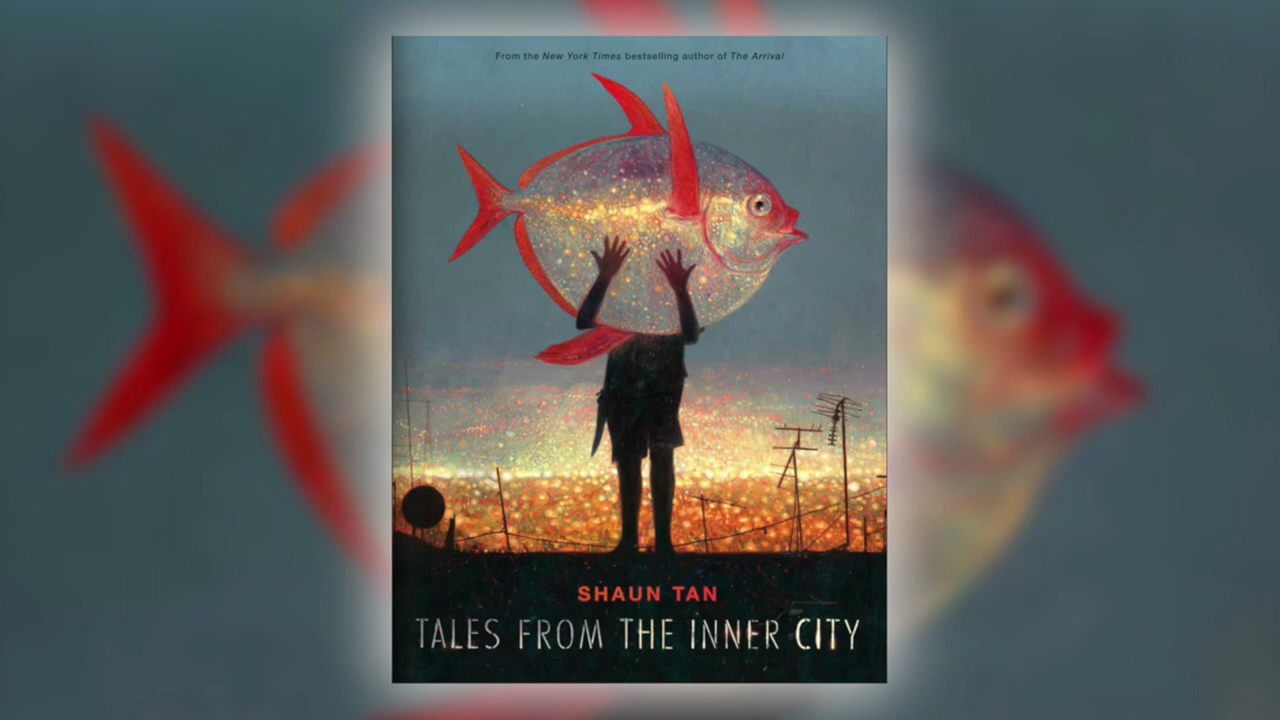 From the New York Times bestselling author of The Arrival
SHAUN TAN
TALES FROM THE INNER CITY